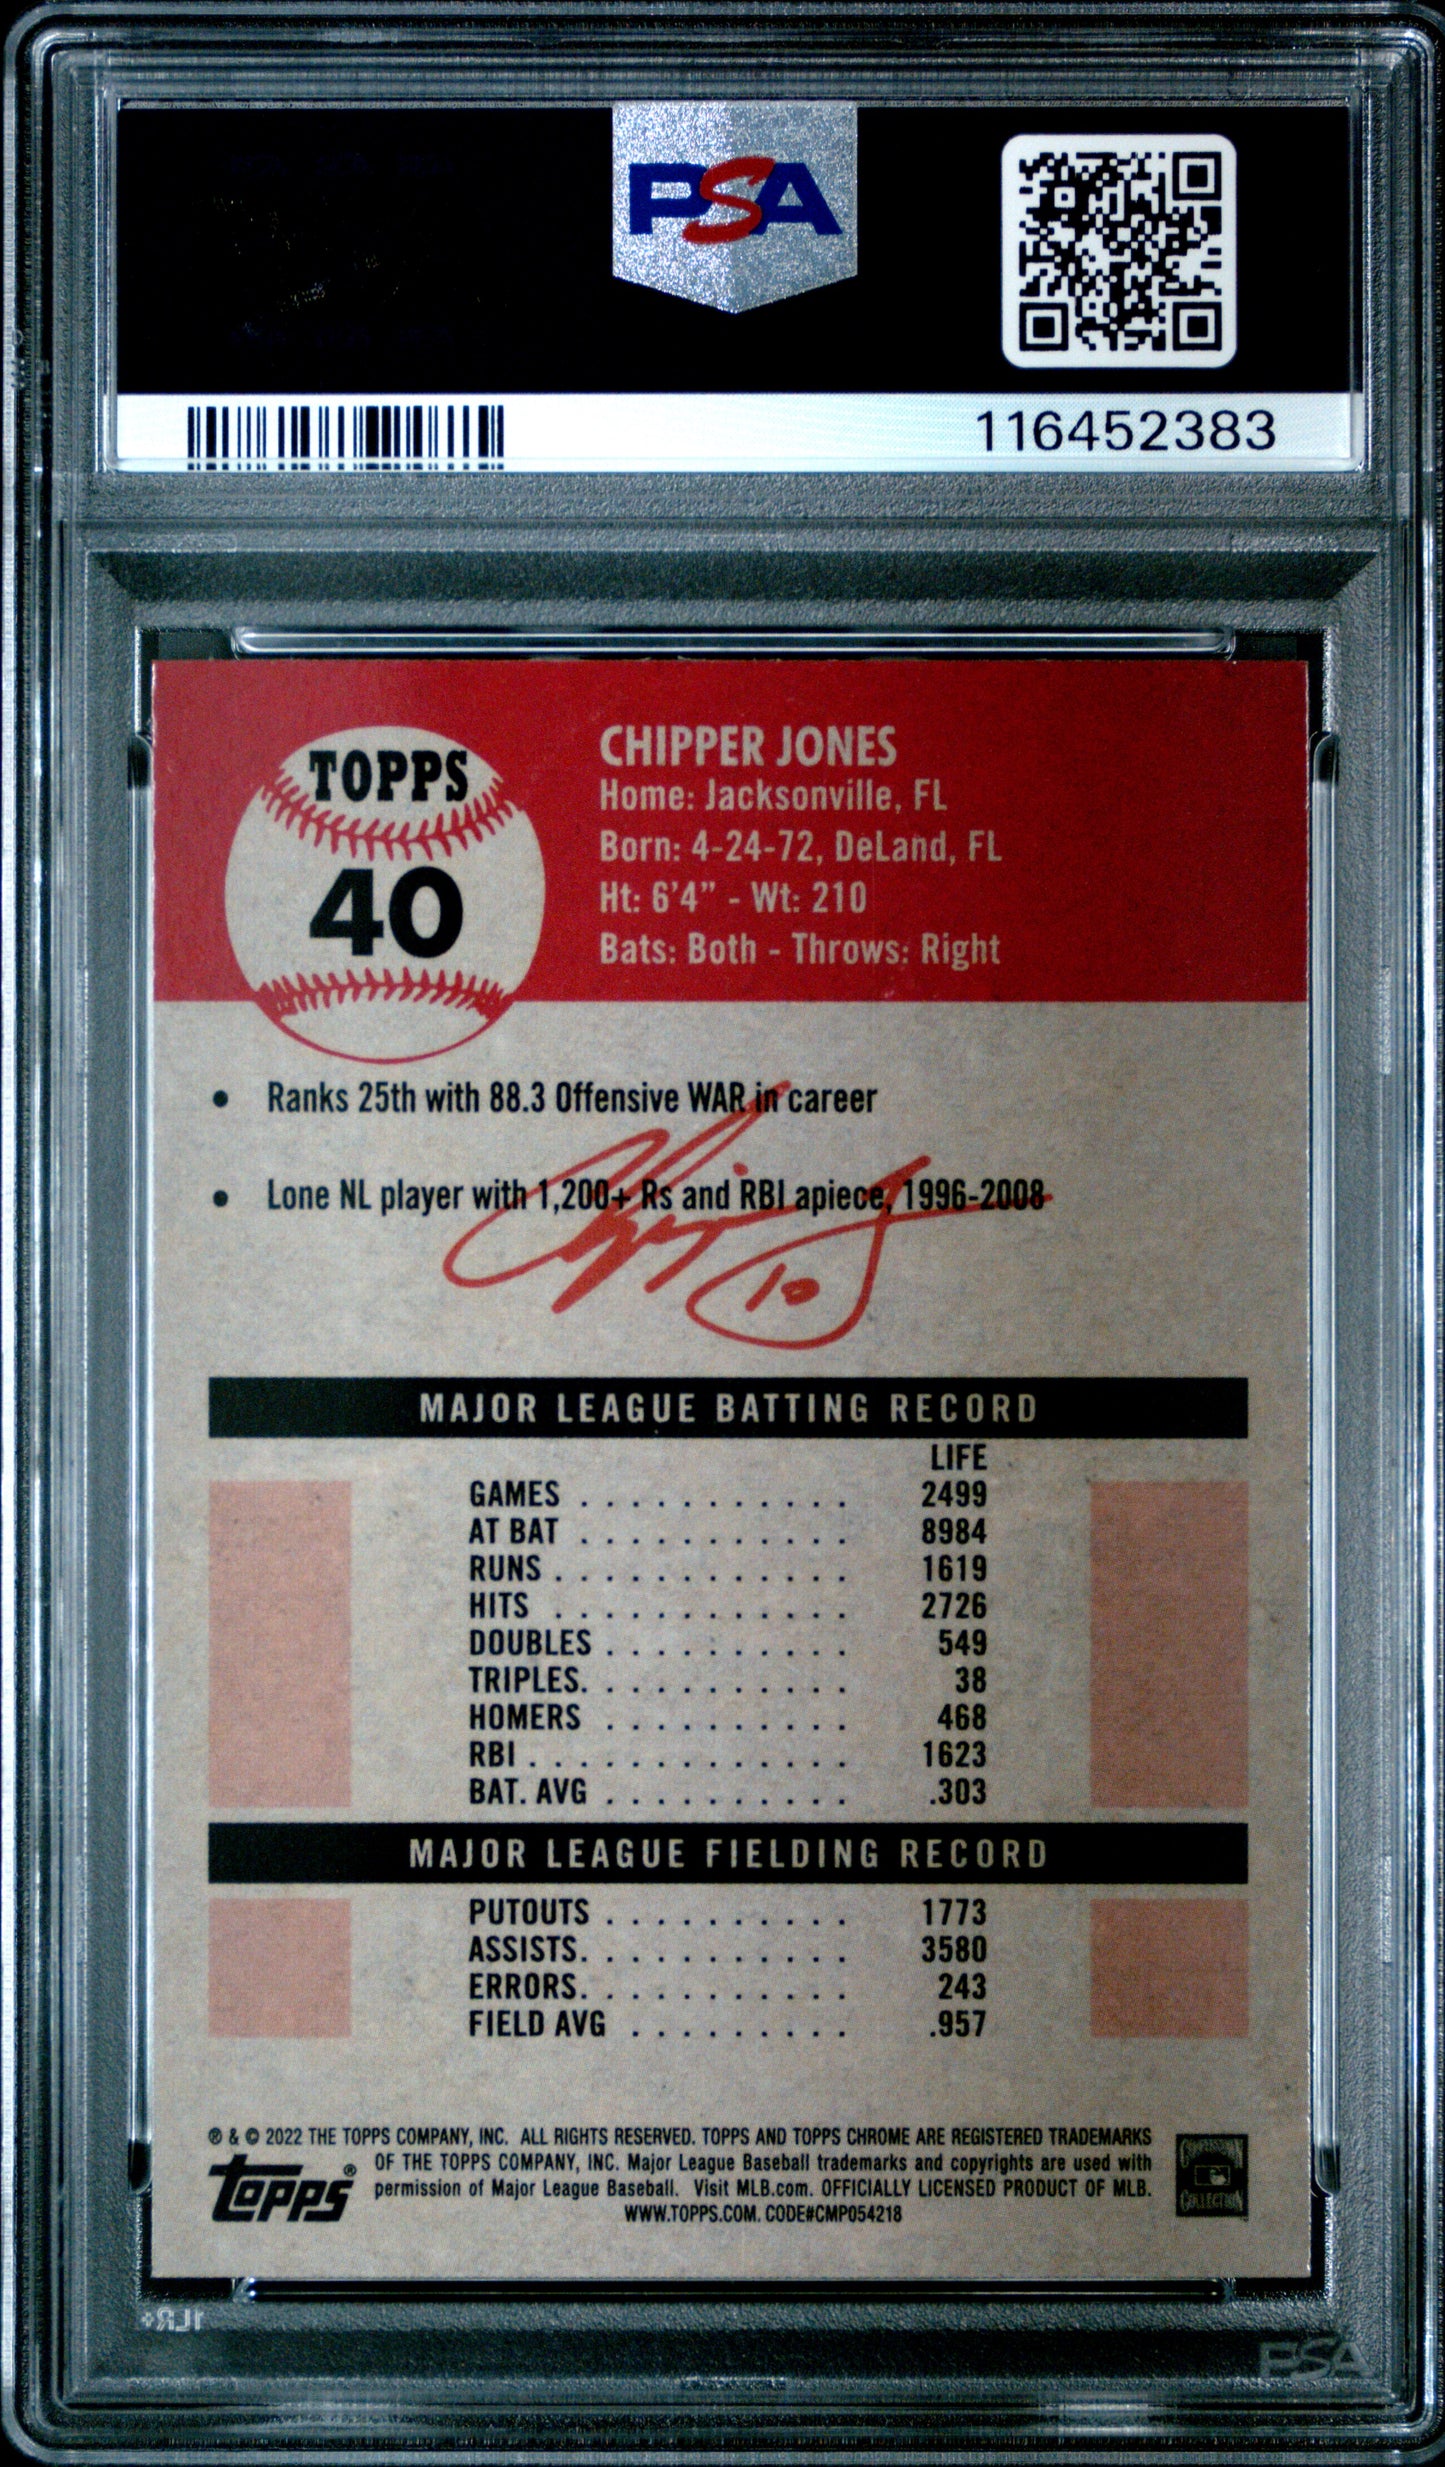 PSA
116452383
TOPPS
40
CHIPPER JONES
Home: Jacksonville, FL
Born: 4-24-72, DeLand, FL
Ht: 6'4" - Wt: 210
Bats: Both - Throws: Right
• Ranks 25th with 88.3 Offensive WAR in career
• Lone NL player with 1,200+ Rs and RBI apiece, 1996-2008
10
MAJOR LEAGUE BATTING RECORD
LIFE
GAMES . . . . . . . . . . . 2499
AT BAT . . . . . . . . . . . 8984
RUNS . . . . . . . . . . . . 1619
HITS . . . . . . . . . . . . 2726
DOUBLES . . . . . . . . . . 549
TRIPLES. . . . . . . . . . . 38
HOMERS . . . . . . . . . . 468
RBI . . . . . . . . . . . . . 1623
BAT. AVG . . . . . . . . . . .303
MAJOR LEAGUE FIELDING RECORD
PUTOUTS . . . . . . . . . . 1773
ASSISTS. . . . . . . . . . . 3580
ERRORS. . . . . . . . . . . 243
FIELD AVG . . . . . . . . . .957
® & © 2022 THE TOPPS COMPANY, INC. ALL RIGHTS RESERVED. TOPPS AND TOPPS CHROME ARE REGISTERED TRADEMARKS
OF THE TOPPS COMPANY, INC. Major League Baseball trademarks and copyrights are used with
permission of Major League Baseball. Visit MLB.com. OFFICIALLY LICENSED PRODUCT OF MLB.
WWW.TOPPS.COM. CODE#CMP054218
topps®
COLLECTION
PSA